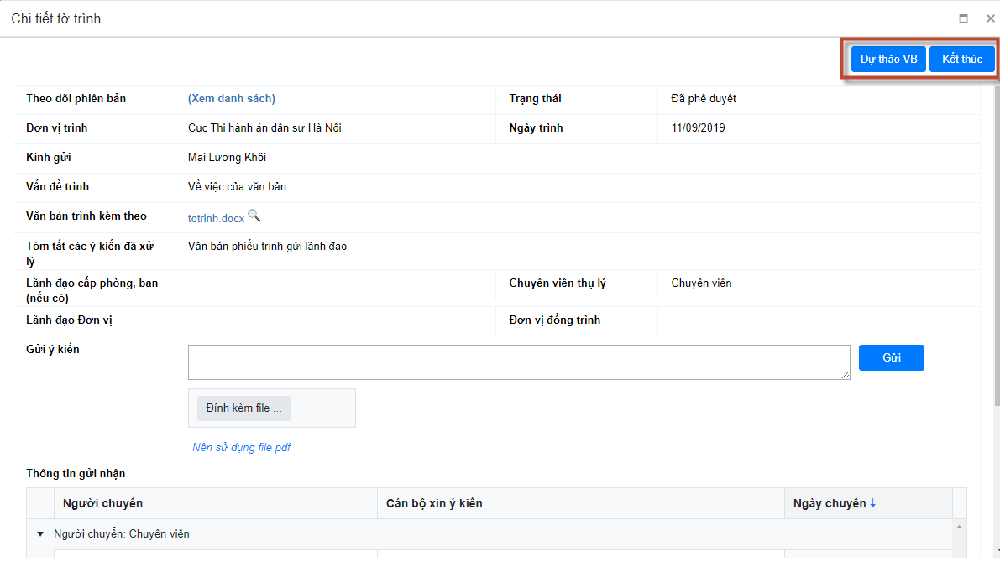 Chi tiết tờ trình
Dự thảo VB Kết thúc
Theo dõi phiên bản (Xem danh sách) Trạng thái Đã phê duyệt
Đơn vị trình Cục Thi hành án dân sự Hà Nội Ngày trình 11/09/2019
Kính gửi Mai Lương Khôi
Vấn đề trình Về việc của văn bản
Văn bản trình kèm theo totrinh.docx
Tóm tắt các ý kiến đã xử Văn bản phiếu trình gửi lãnh đạo
lý
Lãnh đạo cấp phòng, ban Chuyên viên thụ lý Chuyên viên
(nếu có)
Lãnh đạo Đơn vị Đơn vị đồng trình
Gửi ý kiến
Gửi
Đính kèm file ...
Nên sử dụng file pdf
Thông tin gửi nhận
Người chuyển Cán bộ xin ý kiến Ngày chuyển
Người chuyển: Chuyên viên